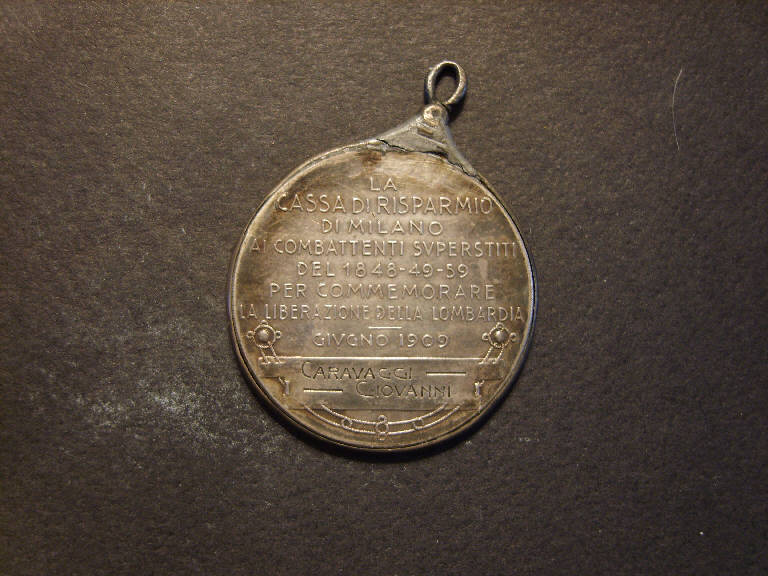 LA
CASSA DI RISPARMIO
DI MILANO
AI COMBATTENTI SVPERSTITI
DEL 1848-49-59
PER COMMEMORARE
LA LIBERAZIONE DELLA LOMBARDIA
GIVGNO 1909
CARAVAGGI
GIOVANNI